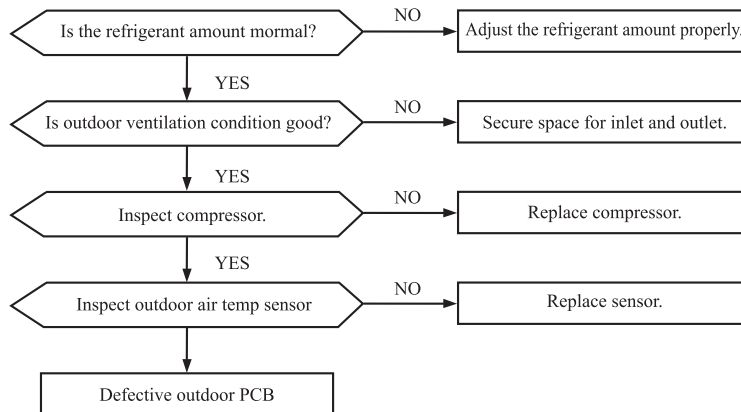 Is the refrigerant amount mormal?
NO
Adjust the refrigerant amount properly.
YES
Is outdoor ventilation condition good?
NO
Secure space for inlet and outlet.
YES
Inspect compressor.
NO
Replace compressor.
YES
Inspect outdoor air temp sensor
NO
Replace sensor.
Defective outdoor PCB